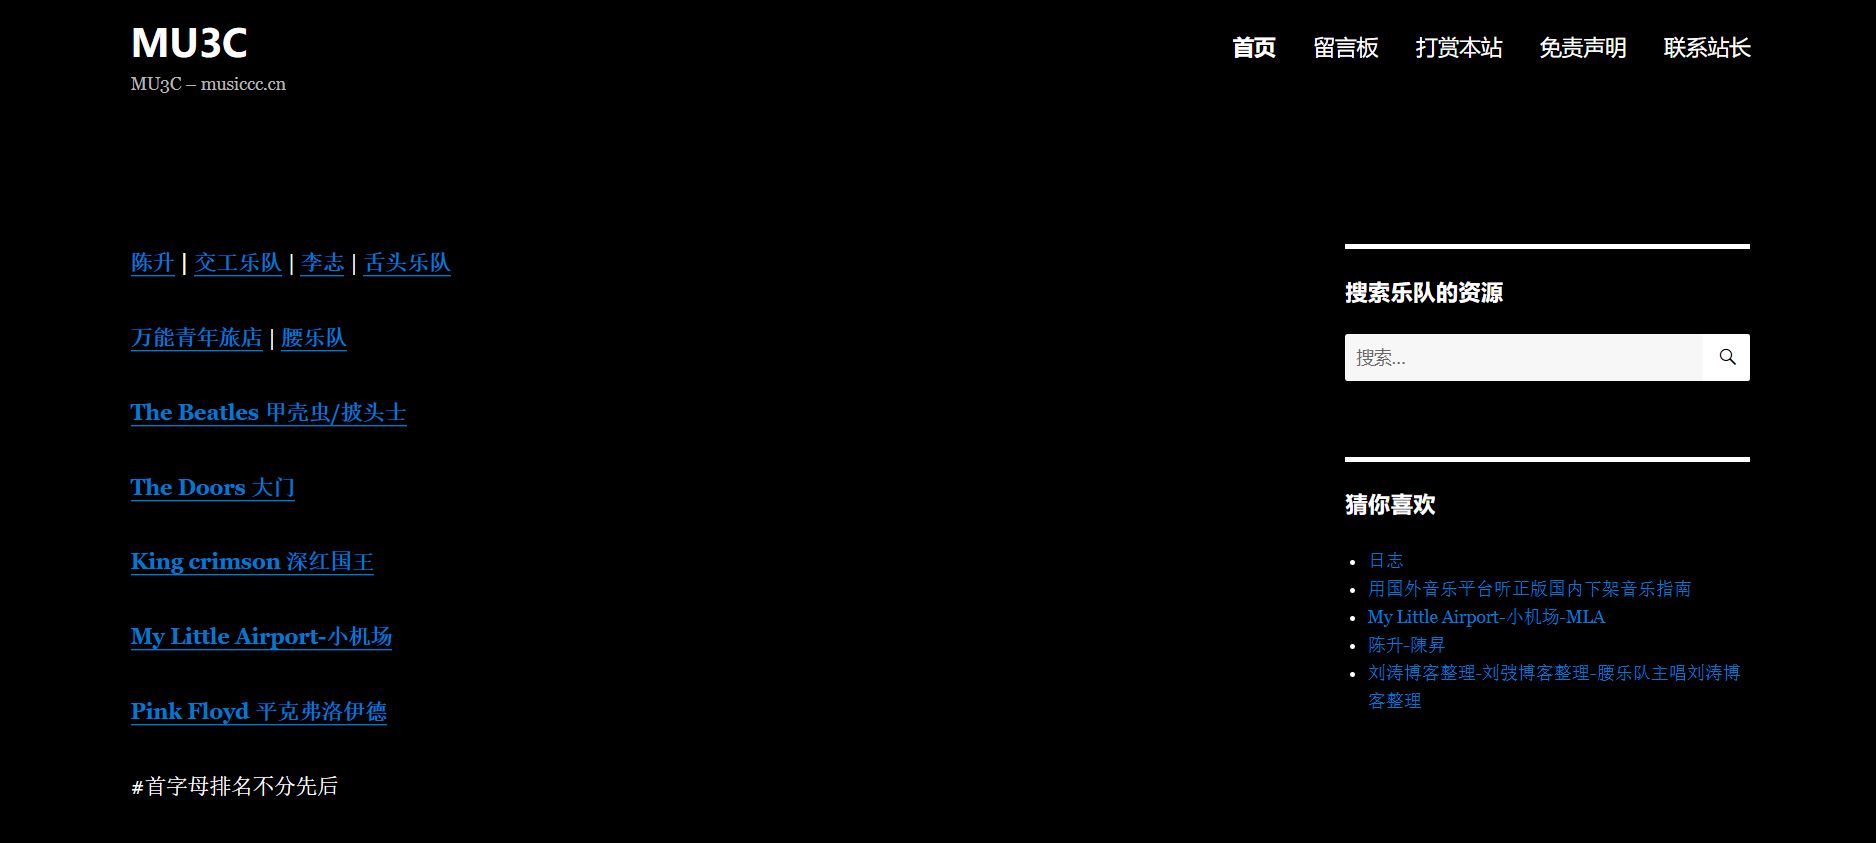 MU3C
MU3C – musiccc.cn
首页 留言板 打赏本站 免责声明 联系站长
陈升 | 交工乐队 | 李志 | 舌头乐队
万能青年旅店 | 腰乐队
The Beatles 甲壳虫/披头士
The Doors 大门
King crimson 深红国王
My Little Airport-小机场
Pink Floyd 平克弗洛伊德
#首字母排名不分先后
搜索乐队的资源
搜索...
猜你喜欢
日志
用国外音乐平台听正版国内下架音乐指南
My Little Airport-小机场-MLA
陈升-陳昇
刘涛博客整理-刘弢博客整理-腰乐队主唱刘涛博
客整理